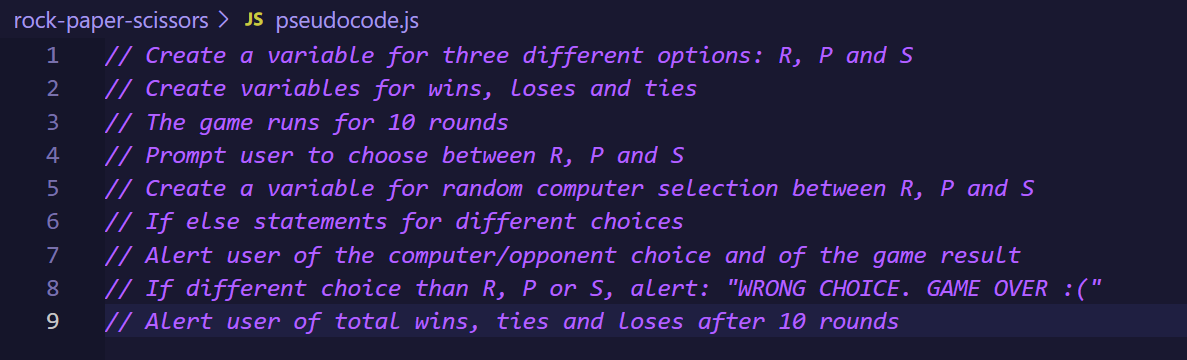 rock-paper-scissors > JS pseudocode.js
1 // Create a variable for three different options: R, P and S
2 // Create variables for wins, loses and ties
3 // The game runs for 10 rounds
4 // Prompt user to choose between R, P and S
5 // Create a variable for random computer selection between R, P and S
6 // If else statements for different choices
7 // Alert user of the computer/opponent choice and of the game result
8 // If different choice than R, P or S, alert: "WRONG CHOICE. GAME OVER :("
9 // Alert user of total wins, ties and loses after 10 rounds